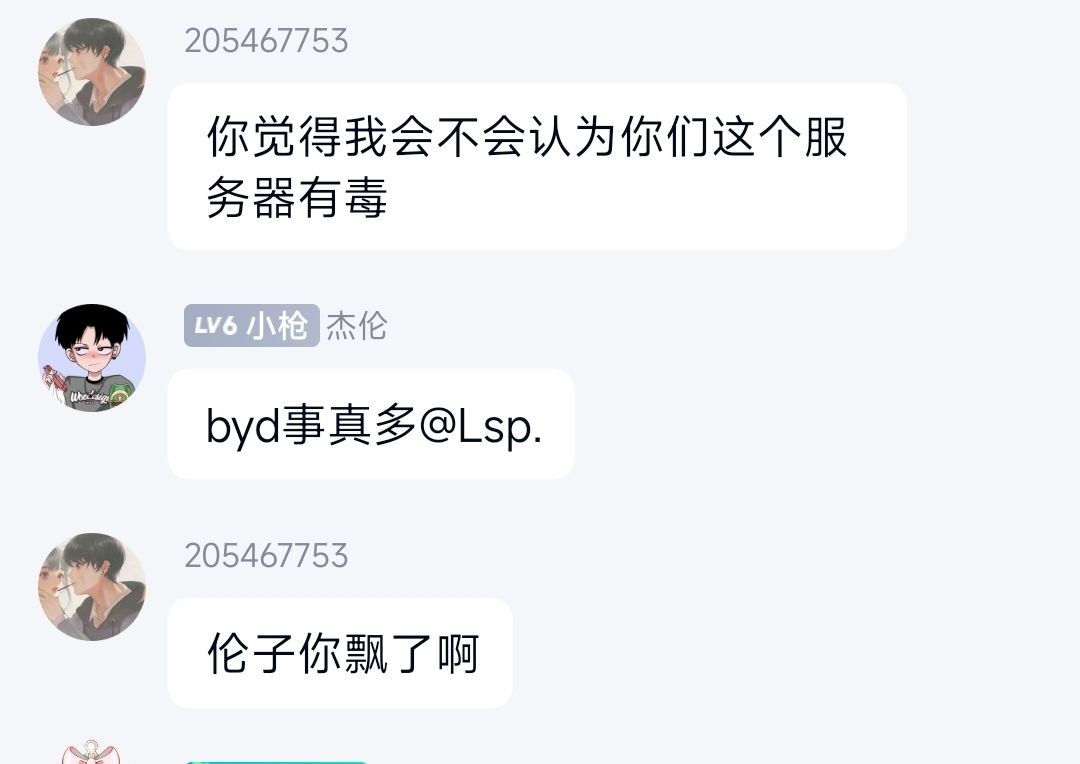 205467753
你觉得我会不会认为你们这个服
务器有毒
LV6 小枪 杰伦
byd事真多@Lsp.
205467753
伦子你飘了啊